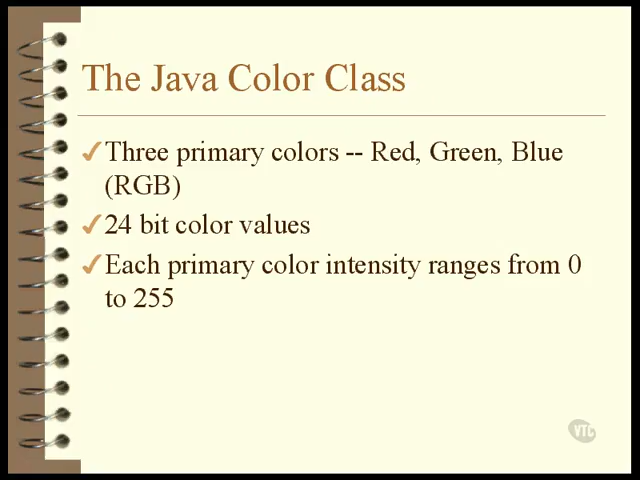 The Java Color Class
✓Three primary colors -- Red, Green, Blue
(RGB)
✓24 bit color values
✓Each primary color intensity ranges from 0
to 255
VTC